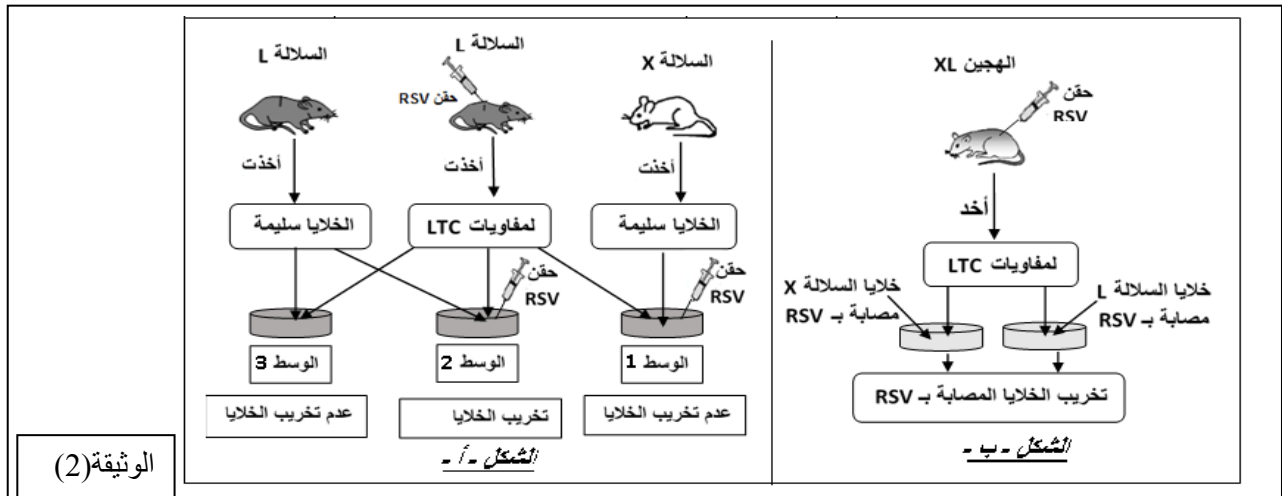 السلالة L
السلالة L
السلالة X
الهجين XL
حقن RSV
حقن
RSV
أخذت
أخذت
أخذت
أخد
الخلايا سليمة
لمفاويات LTC
الخلايا سليمة
لمفاويات LTC
حقن
RSV
حقن
RSV
خلايا السلالة X
مصابة بـ RSV
خلايا السلالة L
مصابة بـ RSV
الوسط 3
الوسط 2
الوسط 1
تخريب الخلايا المصابة بـ RSV
عدم تخريب الخلايا
تخريب الخلايا
عدم تخريب الخلايا
الشكل - أ -
الشكل - ب -
الوثيقة(2)